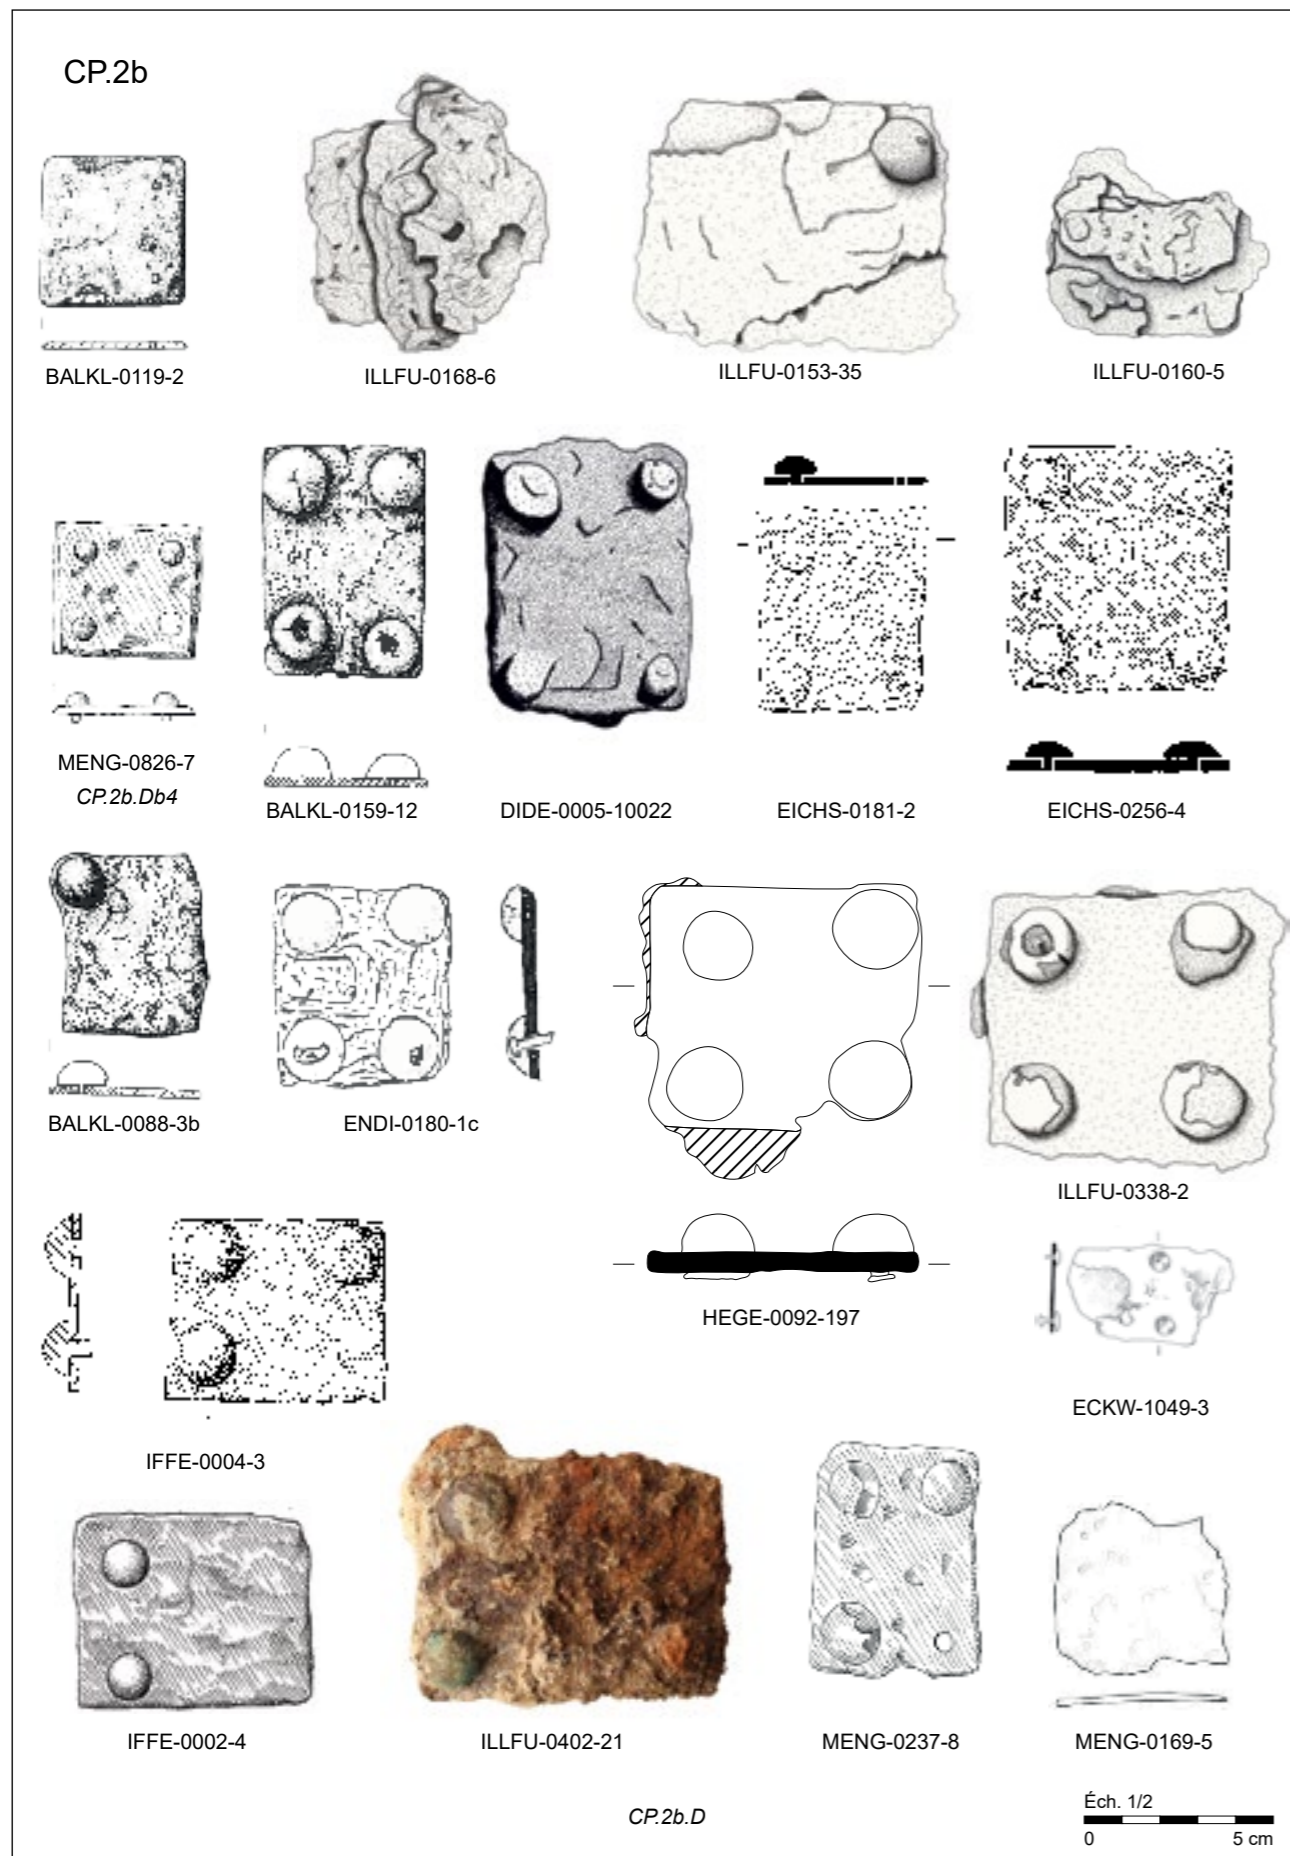 CP.2b
BALKL-0119-2
ILLFU-0168-6
ILLFU-0153-35
ILLFU-0160-5
MENG-0826-7
CP.2b.Db4
BALKL-0159-12
DIDE-0005-10022
EICHS-0181-2
EICHS-0256-4
BALKL-0088-3b
ENDI-0180-1c
HEGE-0092-197
ILLFU-0338-2
IFFE-0004-3
ECKW-1049-3
IFFE-0002-4
ILLFU-0402-21
MENG-0237-8
MENG-0169-5
CP.2b.D
Éch. 1/2
0 5 cm